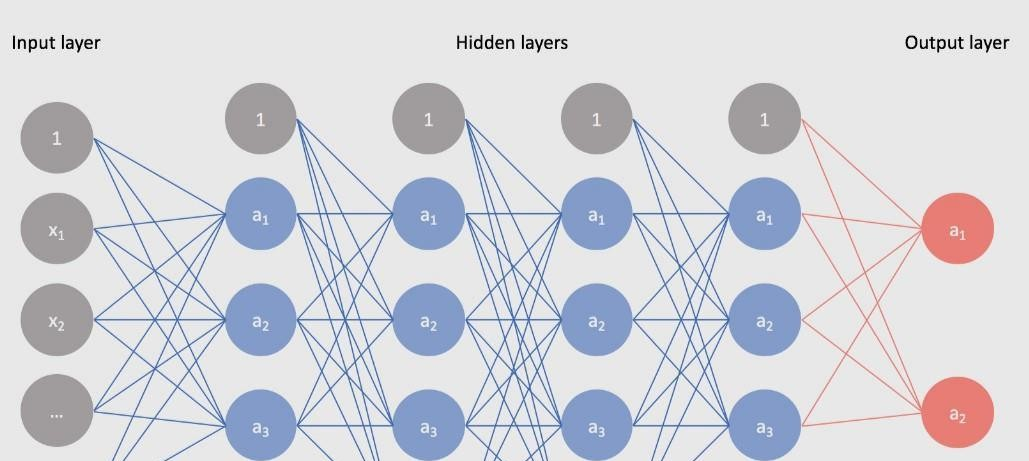 Input layer
Hidden layers
Output layer
1
x1
x2
...
1
a1
a2
a3
1
a1
a2
a3
1
a1
a2
a3
1
a1
a2
a3
a1
a2